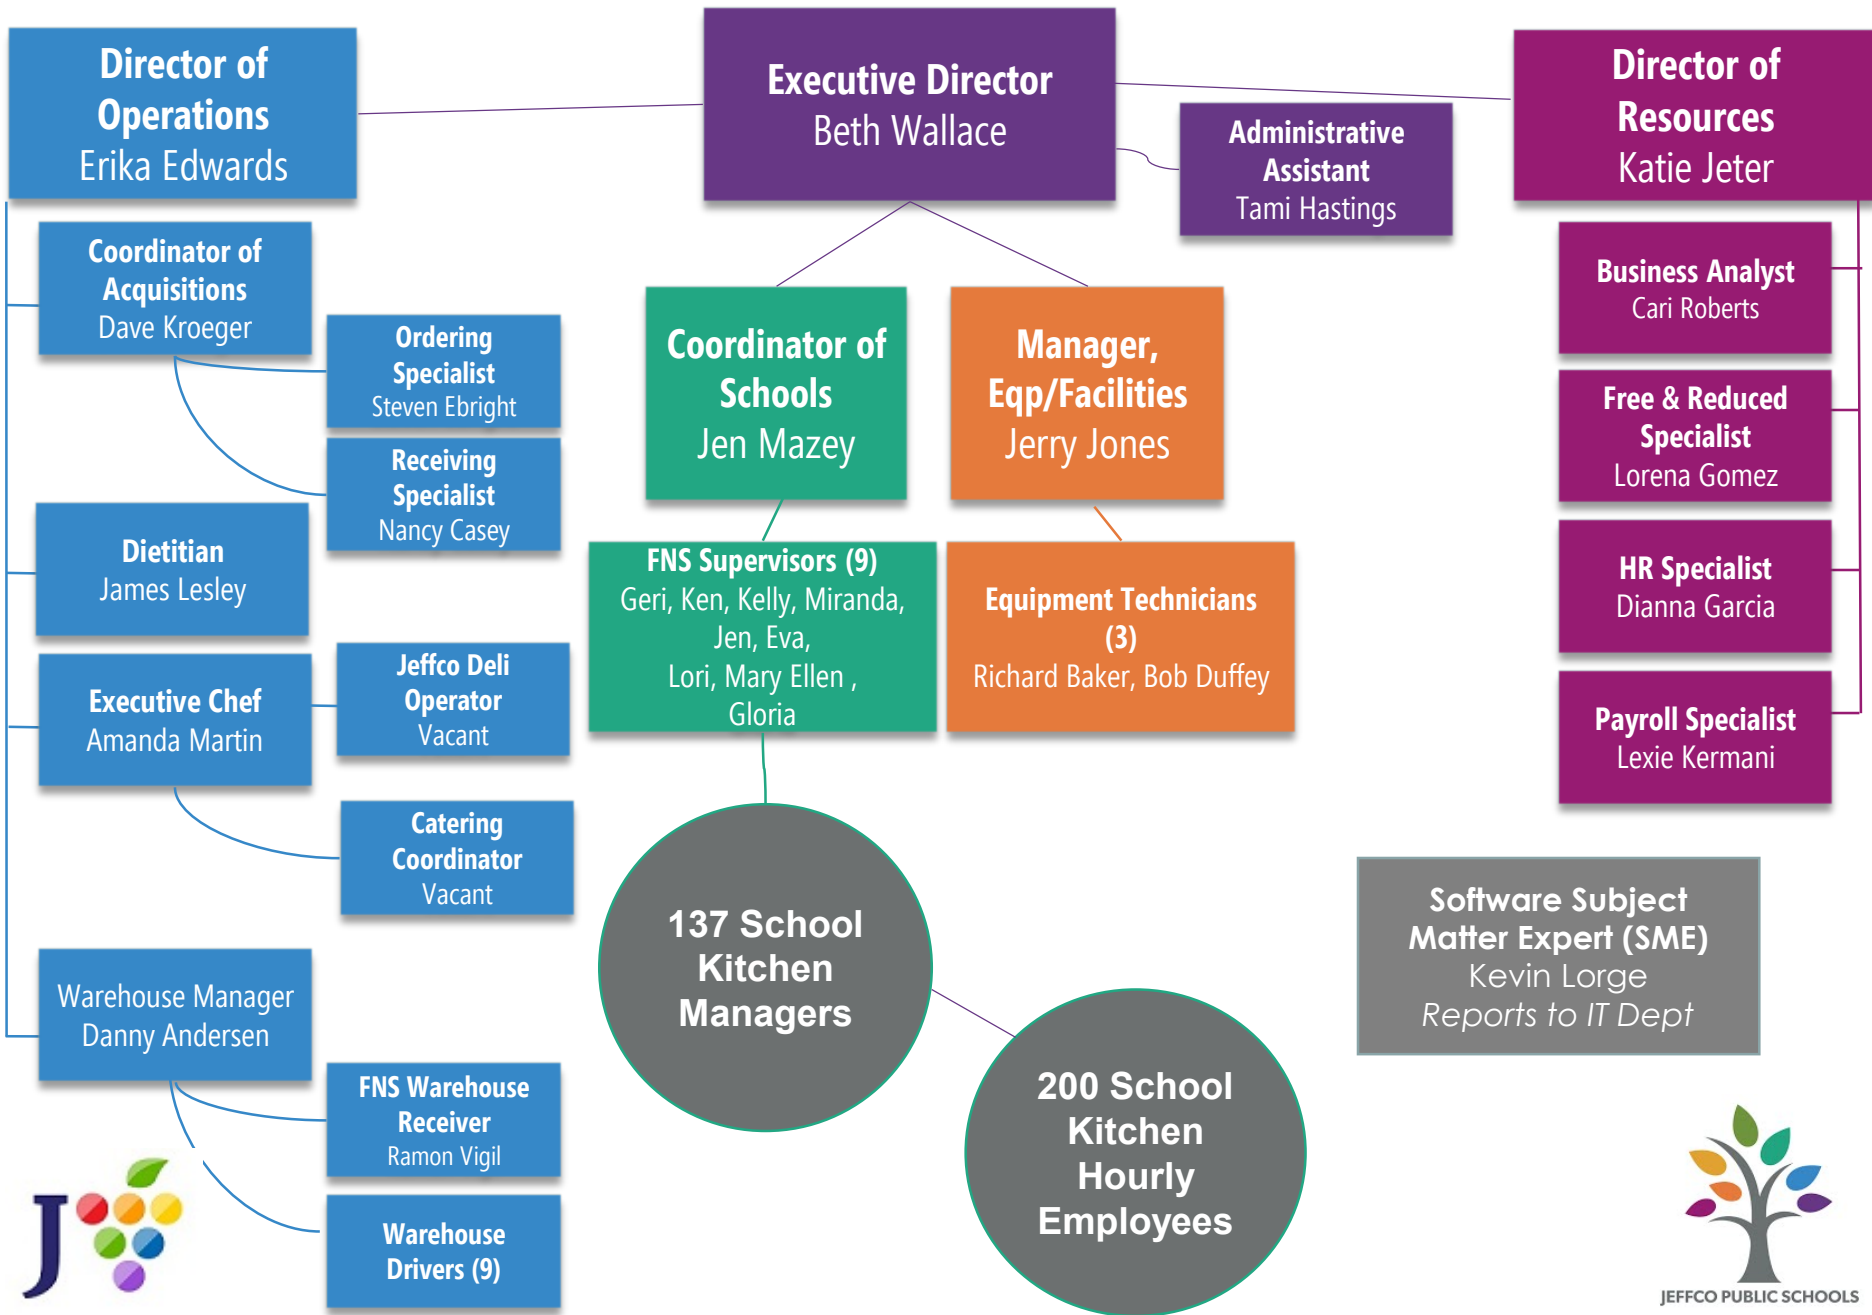 Director of
Operations
Erika Edwards
Executive Director
Beth Wallace
Administrative
Assistant
Tami Hastings
Director of
Resources
Katie Jeter
Coordinator of
Acquisitions
Dave Kroeger
Ordering
Specialist
Steven Ebright
Receiving
Specialist
Nancy Casey
Dietitian
James Lesley
Executive Chef
Amanda Martin
Jeffco Deli
Operator
Vacant
Catering
Coordinator
Vacant
Warehouse Manager
Danny Andersen
FNS Warehouse
Receiver
Ramon Vigil
Warehouse
Drivers (9)
Coordinator of
Schools
Jen Mazey
Manager,
Eqp/Facilities
Jerry Jones
FNS Supervisors (9)
Geri, Ken, Kelly, Miranda,
Jen, Eva,
Lori, Mary Ellen ,
Gloria
Equipment Technicians
(3)
Richard Baker, Bob Duffey
137 School
Kitchen
Managers
200 School
Kitchen
Hourly
Employees
Business Analyst
Cari Roberts
Free & Reduced
Specialist
Lorena Gomez
HR Specialist
Dianna Garcia
Payroll Specialist
Lexie Kermani
Software Subject
Matter Expert (SME)
Kevin Lorge
Reports to IT Dept
J
JEFFCO PUBLIC SCHOOLS